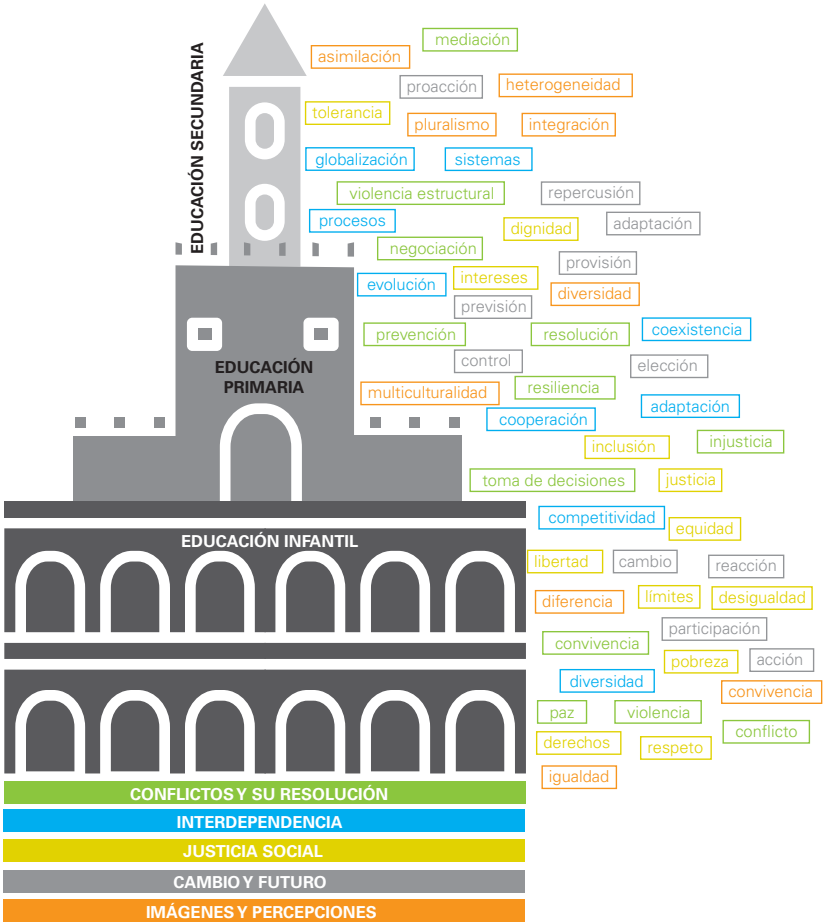 EDUCACIÓN SECUNDARIA
mediación
asimilación
proacción
heterogeneidad
tolerancia
pluralismo
integración
globalización
sistemas
violencia estructural
repercusión
procesos
dignidad
adaptación
negociación
provisión
evolución
intereses
diversidad
previsión
prevención
resolución
coexistencia
control
elección
EDUCACIÓN
PRIMARIA
multiculturalidad
resiliencia
cooperación
adaptación
inclusión
injusticia
toma de decisiones
justicia
competitividad
equidad
EDUCACIÓN INFANTIL
libertad
cambio
reacción
diferencia
límites
desigualdad
participación
convivencia
pobreza
acción
diversidad
convivencia
paz
violencia
conflicto
derechos
respeto
igualdad
CONFLICTOS Y SU RESOLUCIÓN
INTERDEPENDENCIA
JUSTICIA SOCIAL
CAMBIO Y FUTURO
IMÁGENES Y PERCEPCIONES